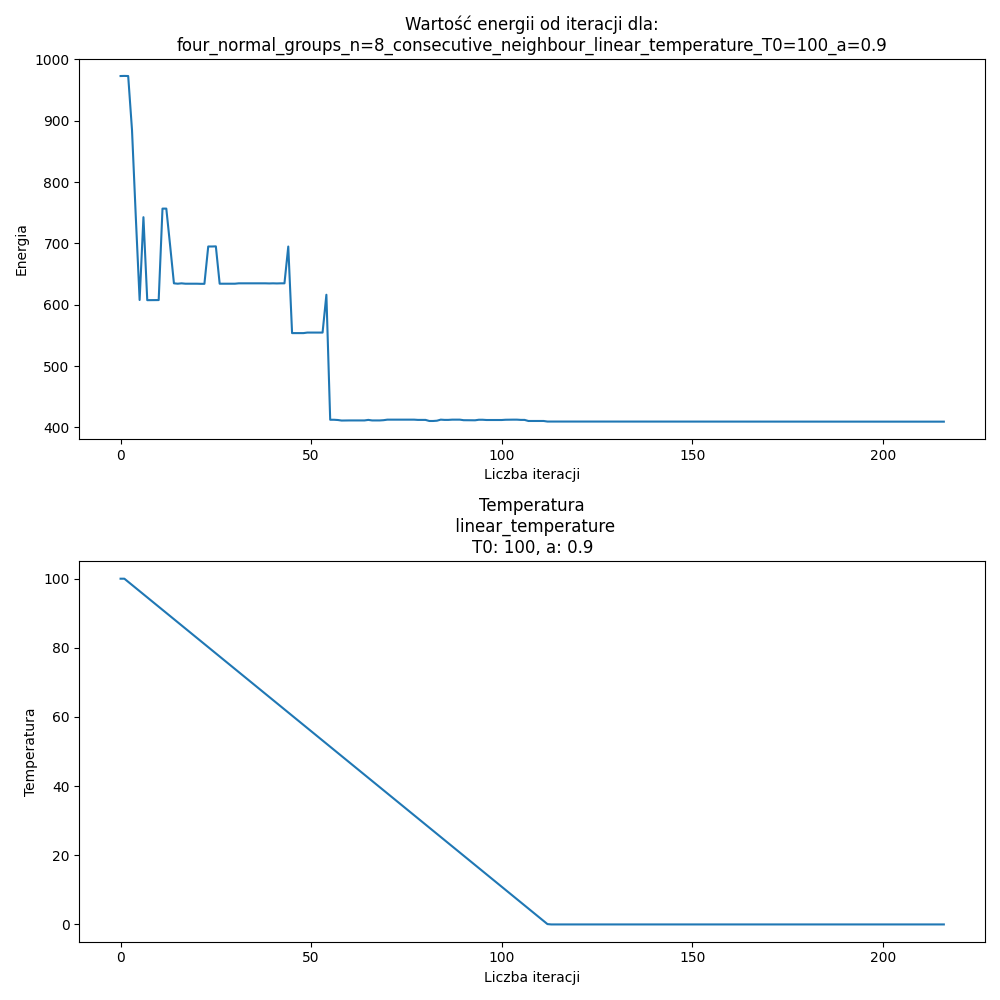 Wartość energii od iteracji dla:
four_normal_groups_n=8_consecutive_neighbour_linear_temperature_T0=100_a=0.9
1000
900
800
700
600
500
400
Energia
0 50 100 150 200
Liczba iteracji
Temperatura
linear_temperature
T0: 100, a: 0.9
100
80
60
40
20
0
Temperatura
0 50 100 150 200
Liczba iteracji